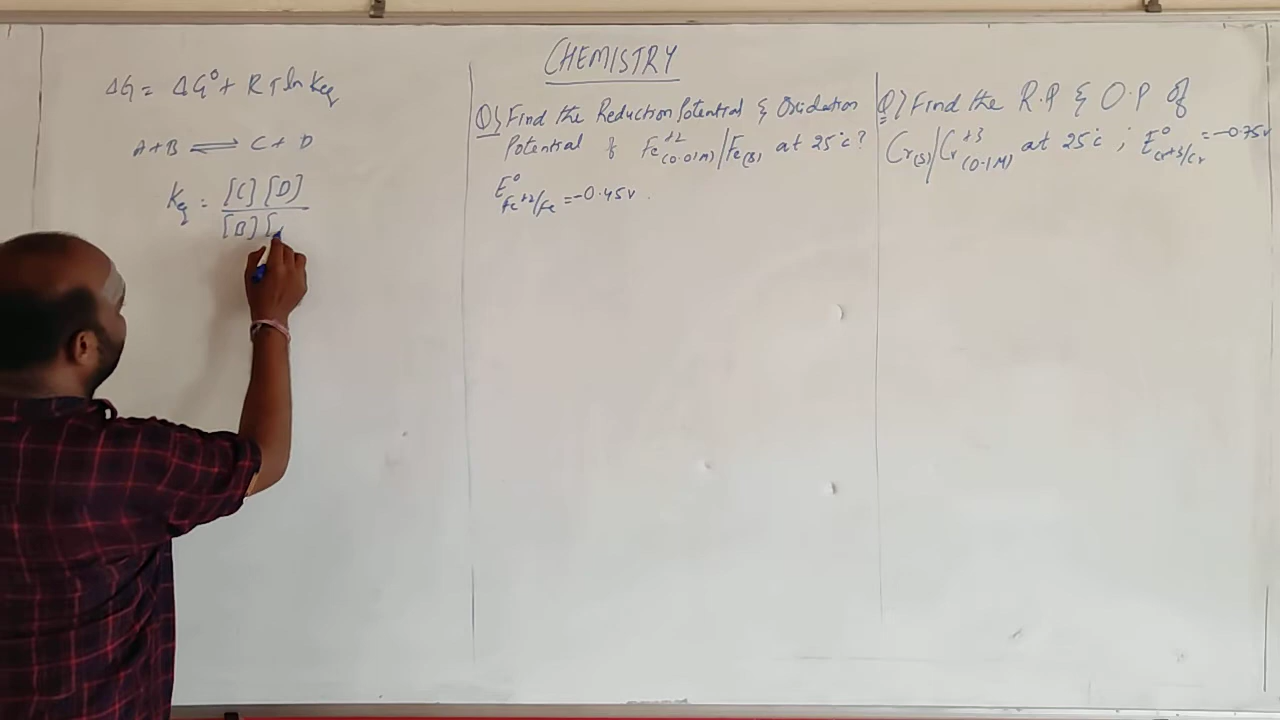 CHEMISTRY
ΔG = ΔG° + RT ln Keq
A+B ⇌ C + D
Keq = [C] [D]
[B] [
Q) Find the Reduction Potential & Oxidation
Potential of Fe+2(0.01M)/Fe(s) at 25°c?
E°Fe+2/Fe = -0.45v.
Q) Find the R.P & O.P of
Cr(s)/Cr+3(0.1M) at 25°c ; E°Cr+3/Cr = -0.75v